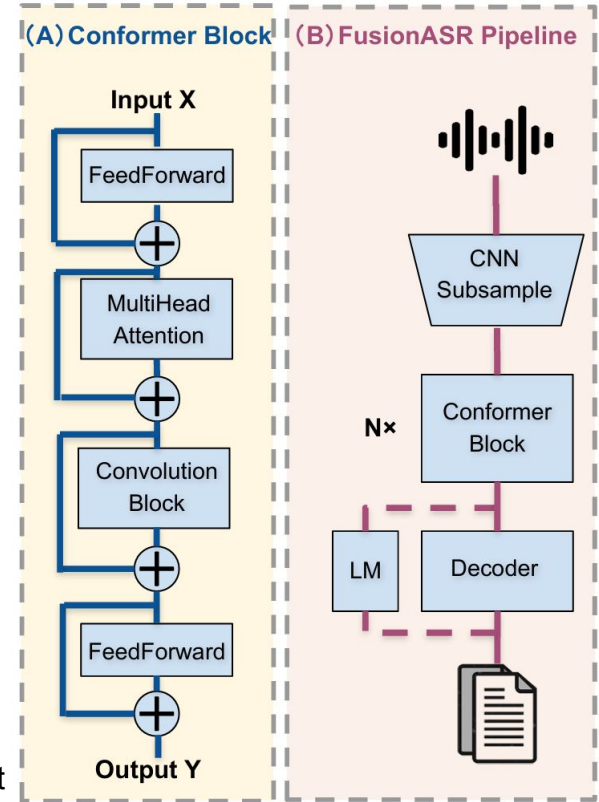 (A) Conformer Block
Input X
FeedForward
MultiHead
Attention
Convolution
Block
FeedForward
Output Y
t
(B) FusionASR Pipeline
CNN
Subsample
N×
Conformer
Block
LM
Decoder